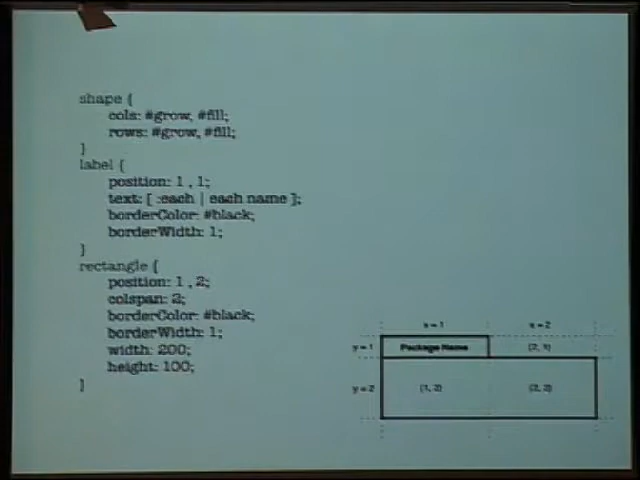 shape {
cols: #grow, #fill;
rows: #grow, #fill;
}
label {
position: 1 , 1;
text: [ :each | each name ];
borderColor: #black;
borderWidth: 1;
}
rectangle {
position: 1 , 2;
colspan: 2;
borderColor: #black;
borderWidth: 1;
width: 200;
height: 100;
}
x = 1 x = 2
y = 1 Package Name (2, 1)
y = 2 (1, 2) (2, 2)